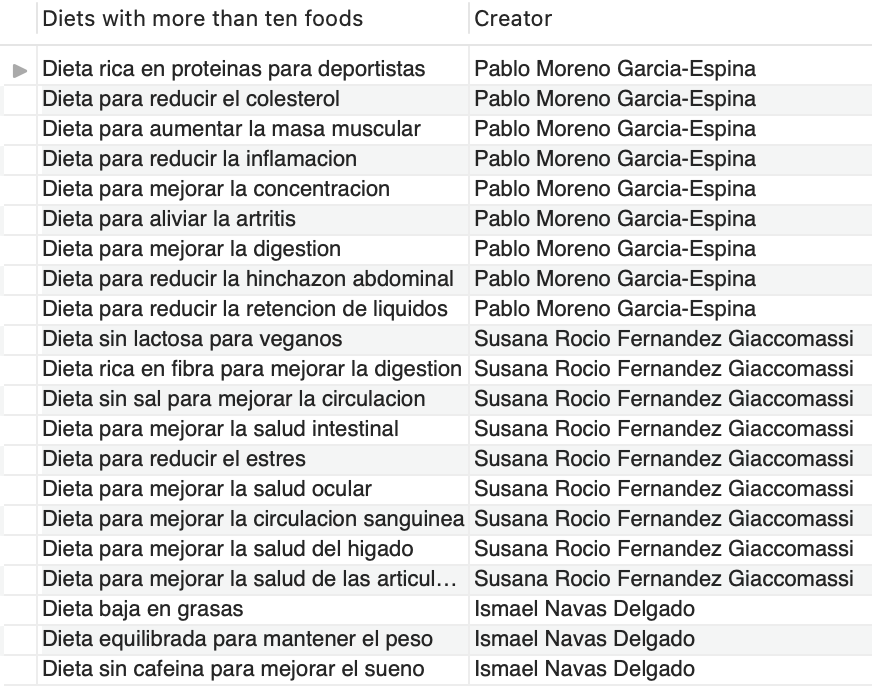 Diets with more than ten foods Creator
Dieta rica en proteinas para deportistas Pablo Moreno Garcia-Espina
Dieta para reducir el colesterol Pablo Moreno Garcia-Espina
Dieta para aumentar la masa muscular Pablo Moreno Garcia-Espina
Dieta para reducir la inflamacion Pablo Moreno Garcia-Espina
Dieta para mejorar la concentracion Pablo Moreno Garcia-Espina
Dieta para aliviar la artritis Pablo Moreno Garcia-Espina
Dieta para mejorar la digestion Pablo Moreno Garcia-Espina
Dieta para reducir la hinchazon abdominal Pablo Moreno Garcia-Espina
Dieta para reducir la retencion de liquidos Pablo Moreno Garcia-Espina
Dieta sin lactosa para veganos Susana Rocio Fernandez Giaccomassi
Dieta rica en fibra para mejorar la digestion Susana Rocio Fernandez Giaccomassi
Dieta sin sal para mejorar la circulacion Susana Rocio Fernandez Giaccomassi
Dieta para mejorar la salud intestinal Susana Rocio Fernandez Giaccomassi
Dieta para reducir el estres Susana Rocio Fernandez Giaccomassi
Dieta para mejorar la salud ocular Susana Rocio Fernandez Giaccomassi
Dieta para mejorar la circulacion sanguinea Susana Rocio Fernandez Giaccomassi
Dieta para mejorar la salud del higado Susana Rocio Fernandez Giaccomassi
Dieta para mejorar la salud de las articul… Susana Rocio Fernandez Giaccomassi
Dieta baja en grasas Ismael Navas Delgado
Dieta equilibrada para mantener el peso Ismael Navas Delgado
Dieta sin cafeina para mejorar el sueno Ismael Navas Delgado